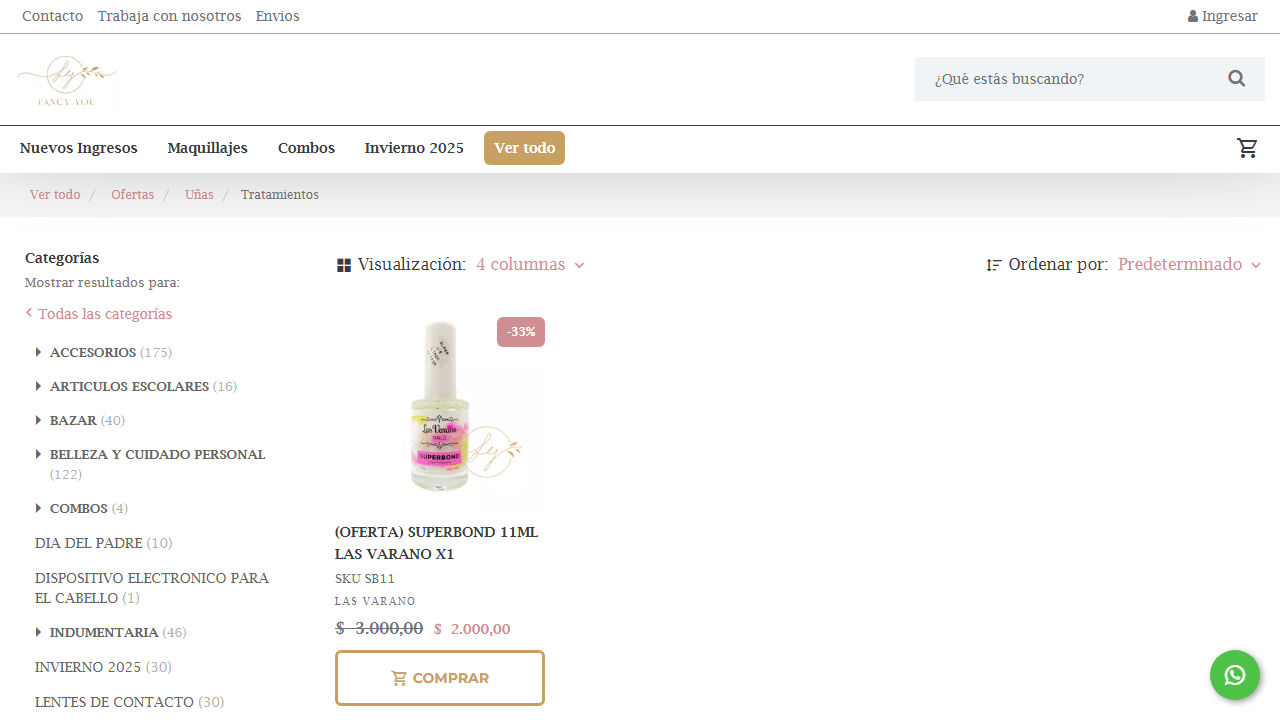 Contacto Trabaja con nosotros Envios Ingresar
fy
FANCY YOU
¿Qué estás buscando?
Nuevos Ingresos Maquillajes Combos Invierno 2025 Ver todo
Ver todo / Ofertas / Uñas / Tratamientos
Categorías
Mostrar resultados para:
Todas las categorías
ACCESORIOS (175)
ARTICULOS ESCOLARES (16)
BAZAR (40)
BELLEZA Y CUIDADO PERSONAL
(122)
COMBOS (4)
DIA DEL PADRE (10)
DISPOSITIVO ELECTRONICO PARA
EL CABELLO (1)
INDUMENTARIA (46)
INVIERNO 2025 (30)
LENTES DE CONTACTO (30)
Visualización: 4 columnas
Ordenar por: Predeterminado
-33%
Las Varano
NAILS
SUPERBOND
fy
(OFERTA) SUPERBOND 11ML
LAS VARANO X1
SKU SB11
LAS VARANO
$ 3.000,00 $ 2.000,00
COMPRAR